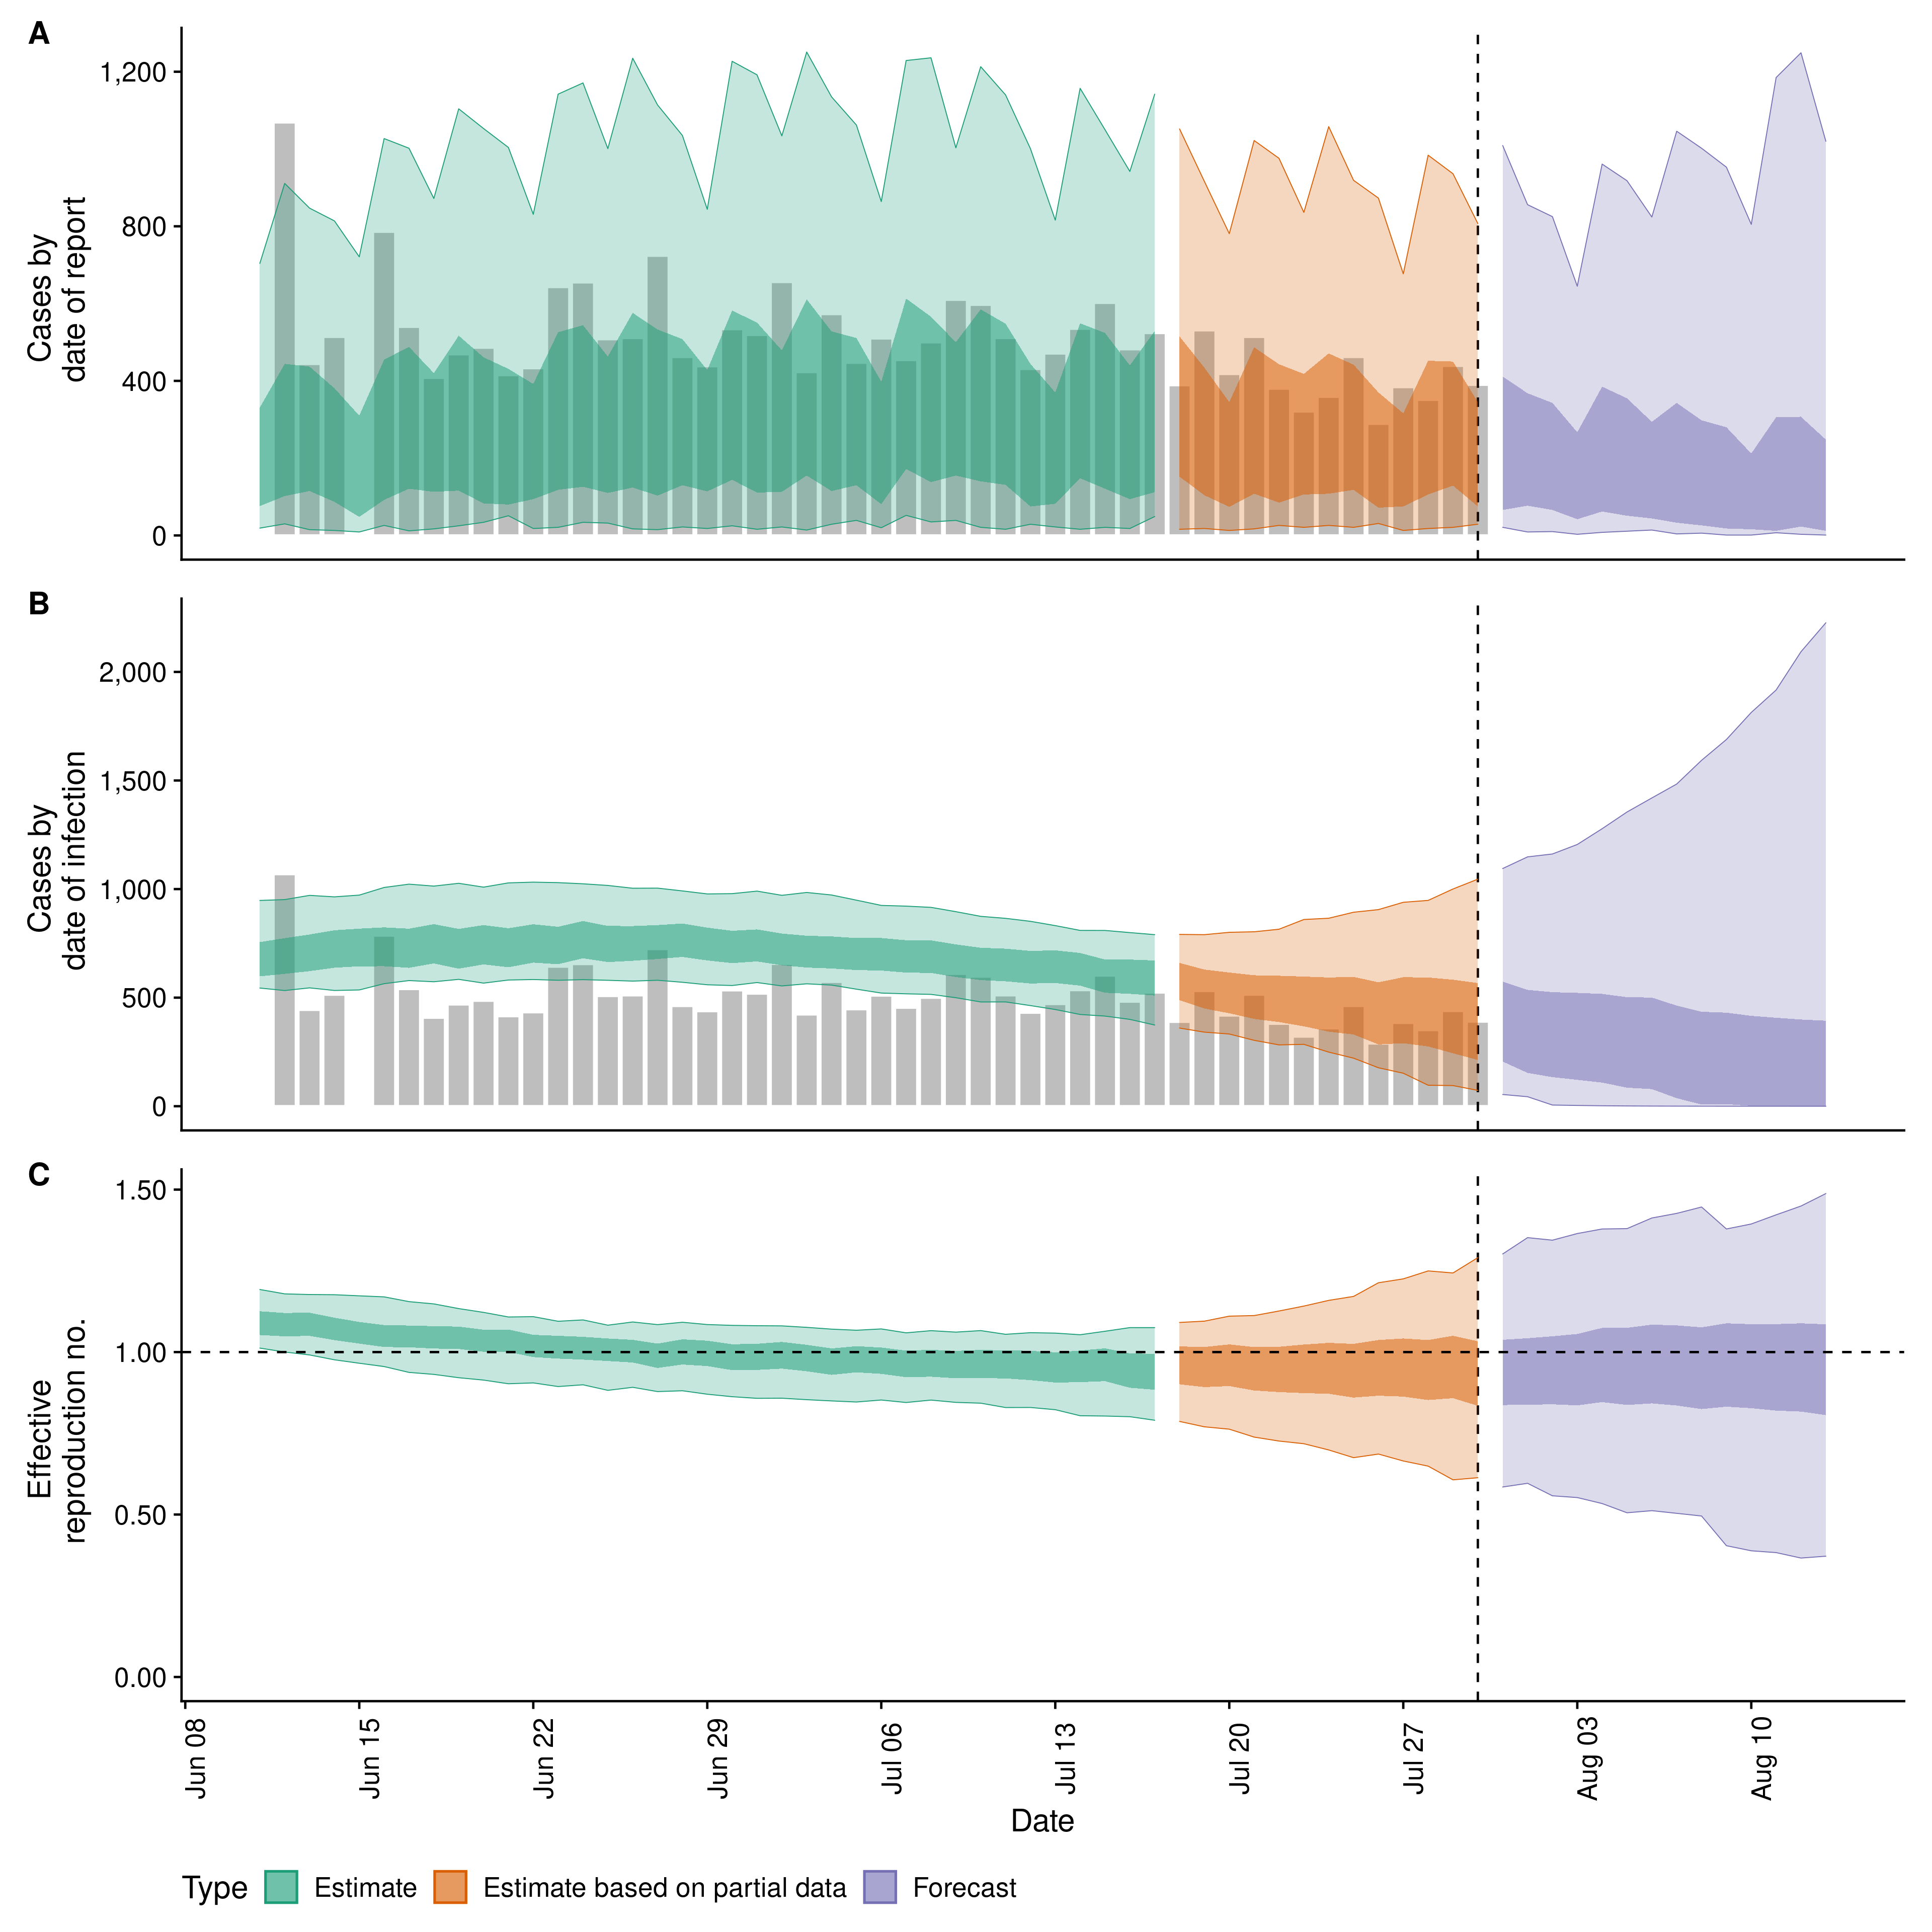 A
Cases by
date of report
1,200
800
400
0
B
Cases by
date of infection
2,000
1,500
1,000
500
0
C
Effective
reproduction no.
1.50
1.00
0.50
0.00
Jun 08
Jun 15
Jun 22
Jun 29
Jul 06
Jul 13
Jul 20
Jul 27
Aug 03
Aug 10
Date
Type Estimate Estimate based on partial data Forecast